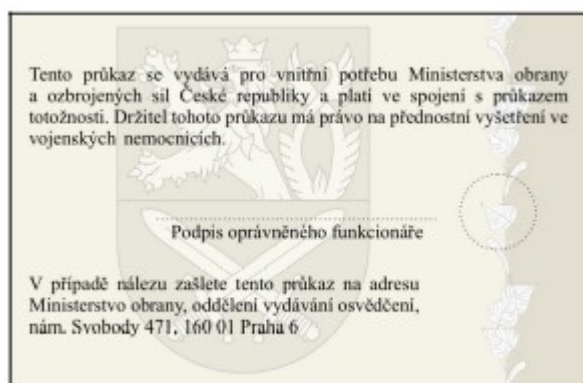 Tento průkaz se vydává pro vnitřní potřebu Ministerstva obrany
a ozbrojených sil České republiky a platí ve spojení s průkazem
totožnosti. Držitel tohoto průkazu má právo na přednostní vyšetření ve
vojenských nemocnicích.
Podpis oprávněného funkcionáře
V případě nálezu zašlete tento průkaz na adresu
Ministerstvo obrany, oddělení vydávání osvědčení,
nám. Svobody 471, 160 01 Praha 6